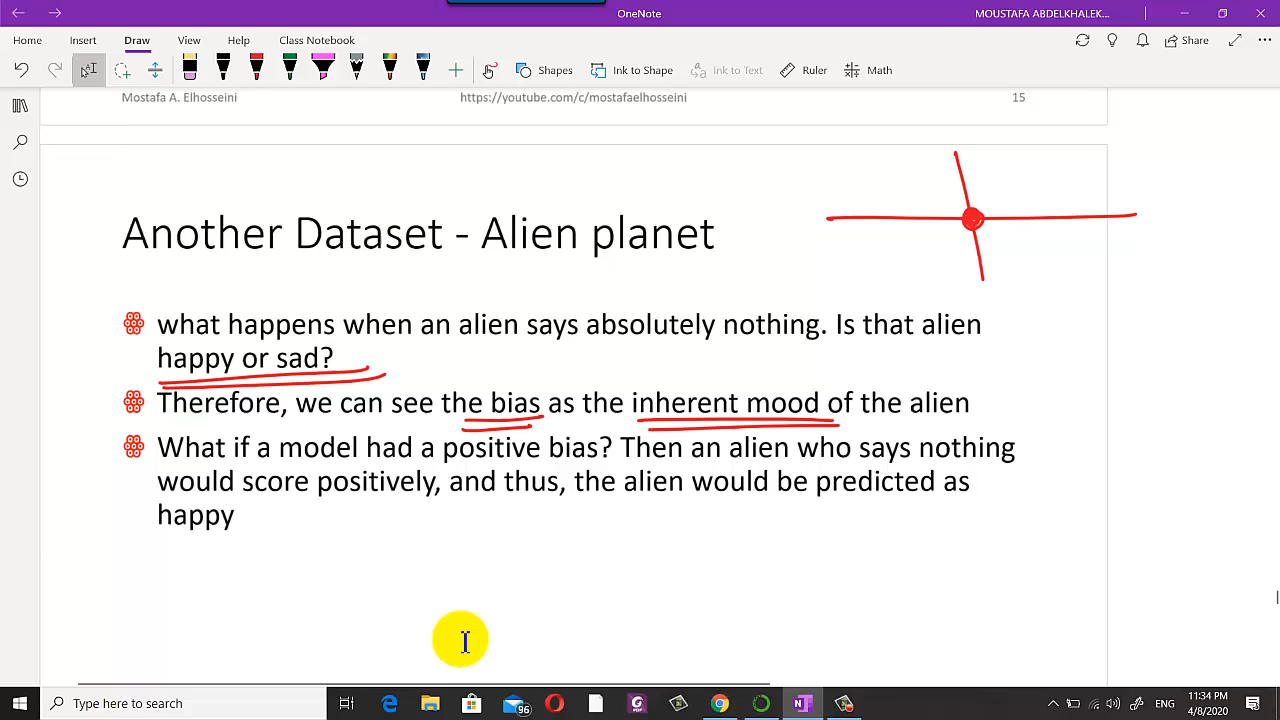 OneNote
MOUSTAFA ABDELKHALEK...
Home Insert Draw View Help Class Notebook
Share
Shapes Ink to Shape Ink to Text Ruler Math
Mostafa A. Elhosseini https://youtube.com/c/mostafaelhosseini 15
Another Dataset - Alien planet
what happens when an alien says absolutely nothing. Is that alien
happy or sad?
Therefore, we can see the bias as the inherent mood of the alien
What if a model had a positive bias? Then an alien who says nothing
would score positively, and thus, the alien would be predicted as
happy
Type here to search
96
ENG
11:34 PM
4/8/2020